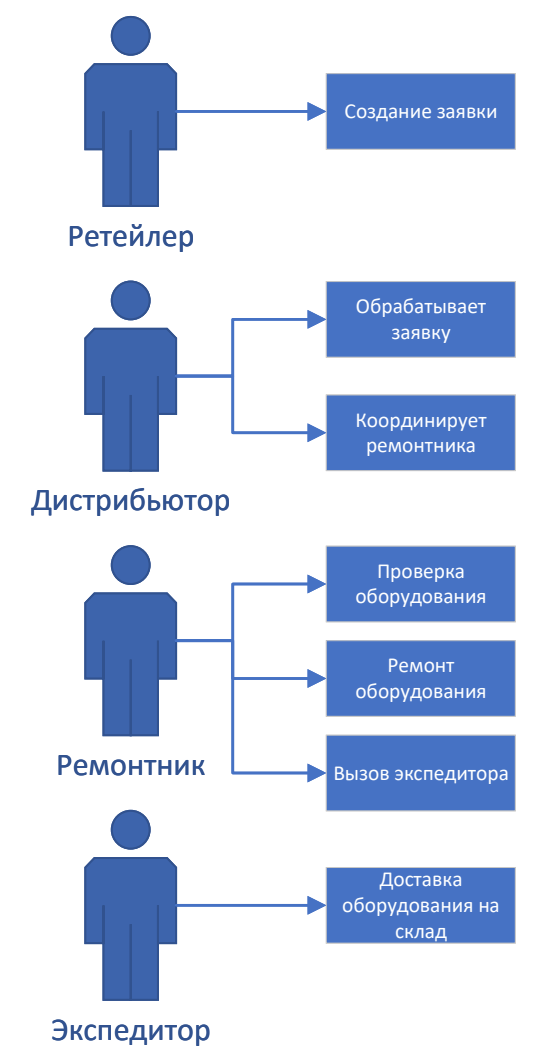 Создание заявки
Ретейлер
Обрабатывает
заявку
Координирует
ремонтника
Дистрибьютор
Проверка
оборудования
Ремонт
оборудования
Вызов экспедитора
Ремонтник
Доставка
оборудования на
склад
Экспедитор